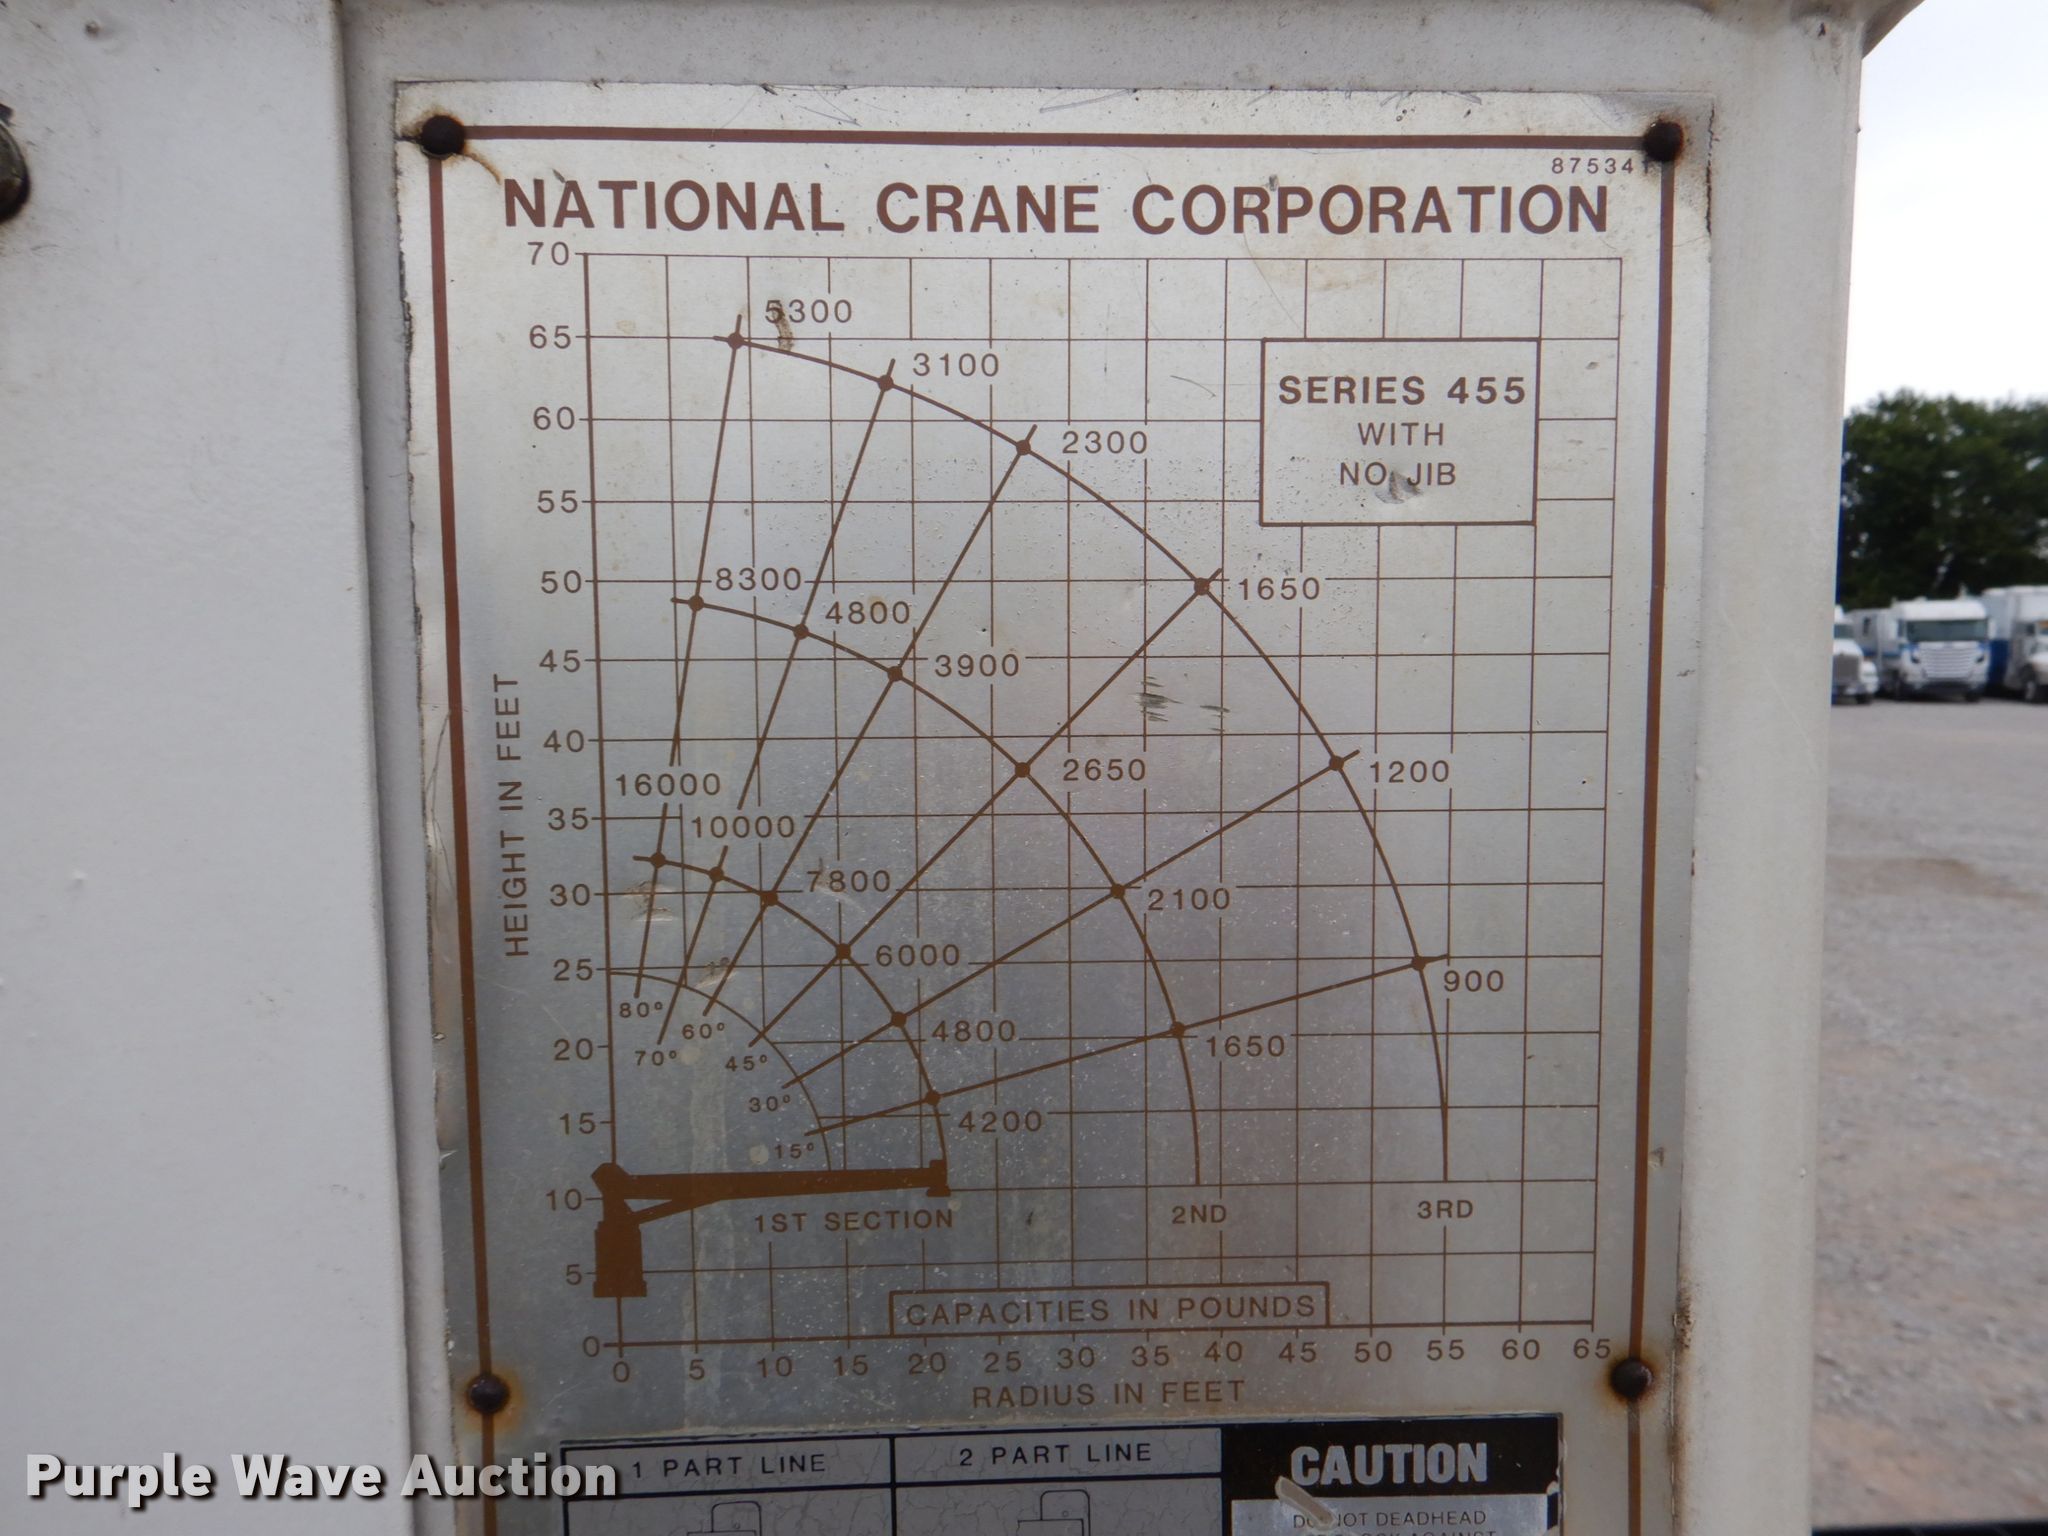 875341
NATIONAL CRANE CORPORATION
70
5300
65
3100
SERIES 455
WITH
NO JIB
60
2300
55
50
8300
1650
4800
45
3900
HEIGHT IN FEET
40
2650
1200
16000
35
10000
30
7800
2100
25
6000
900
80°
60°
4800
20
70°
45°
1650
30°
15
4200
15°
10
1ST SECTION
2ND
3RD
5
CAPACITIES IN POUNDS
0
0 5 10 15 20 25 30 35 40 45 50 55 60 65
RADIUS IN FEET
1 PART LINE
2 PART LINE
CAUTION
DO NOT DEADHEAD
Purple Wave Auction